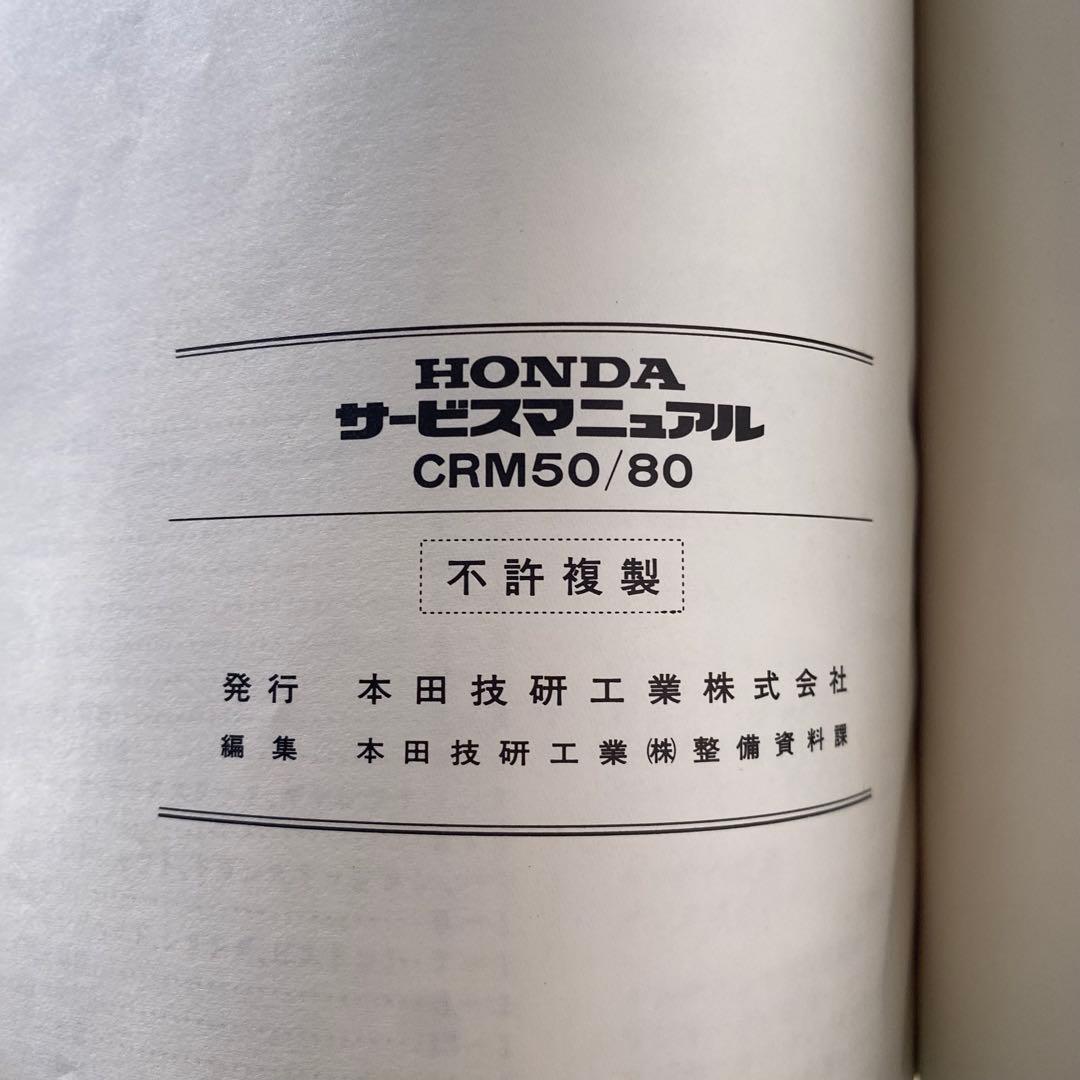 HONDA
サービスマニュアル
CRM50/80
不許複製
発行 本田技研工業株式会社
編集 本田技研工業㈱整備資料課